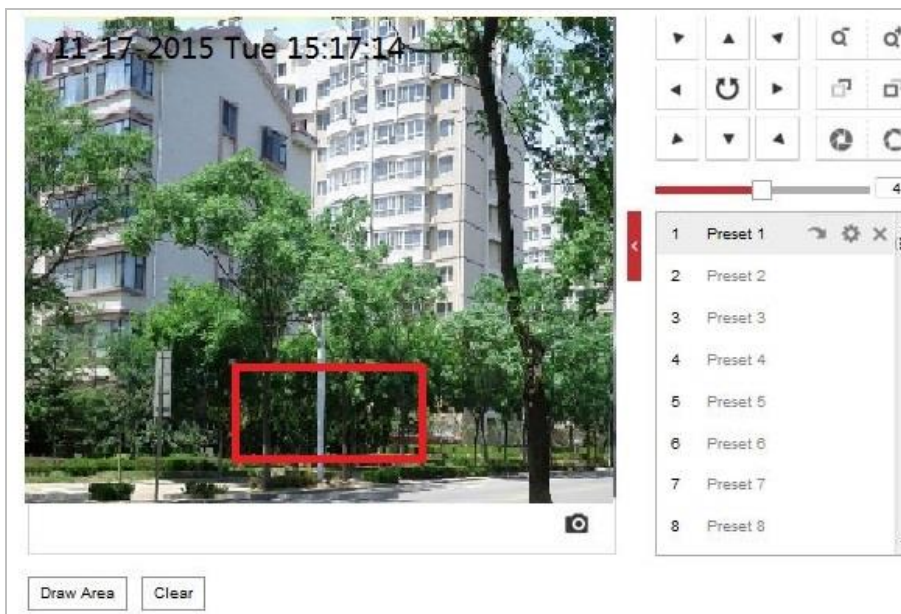 11-17-2015 Tue 15:17:14
4
1 Preset 1
2 Preset 2
3 Preset 3
4 Preset 4
5 Preset 5
6 Preset 6
7 Preset 7
8 Preset 8
Draw Area Clear